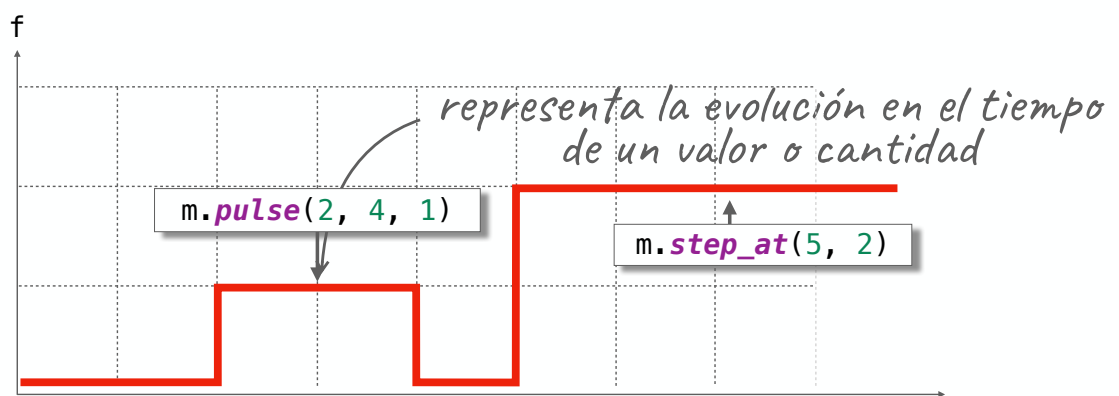 f
representa la evolución en el tiempo
de un valor o cantidad
m.pulse(2, 4, 1)
m.step_at(5, 2)